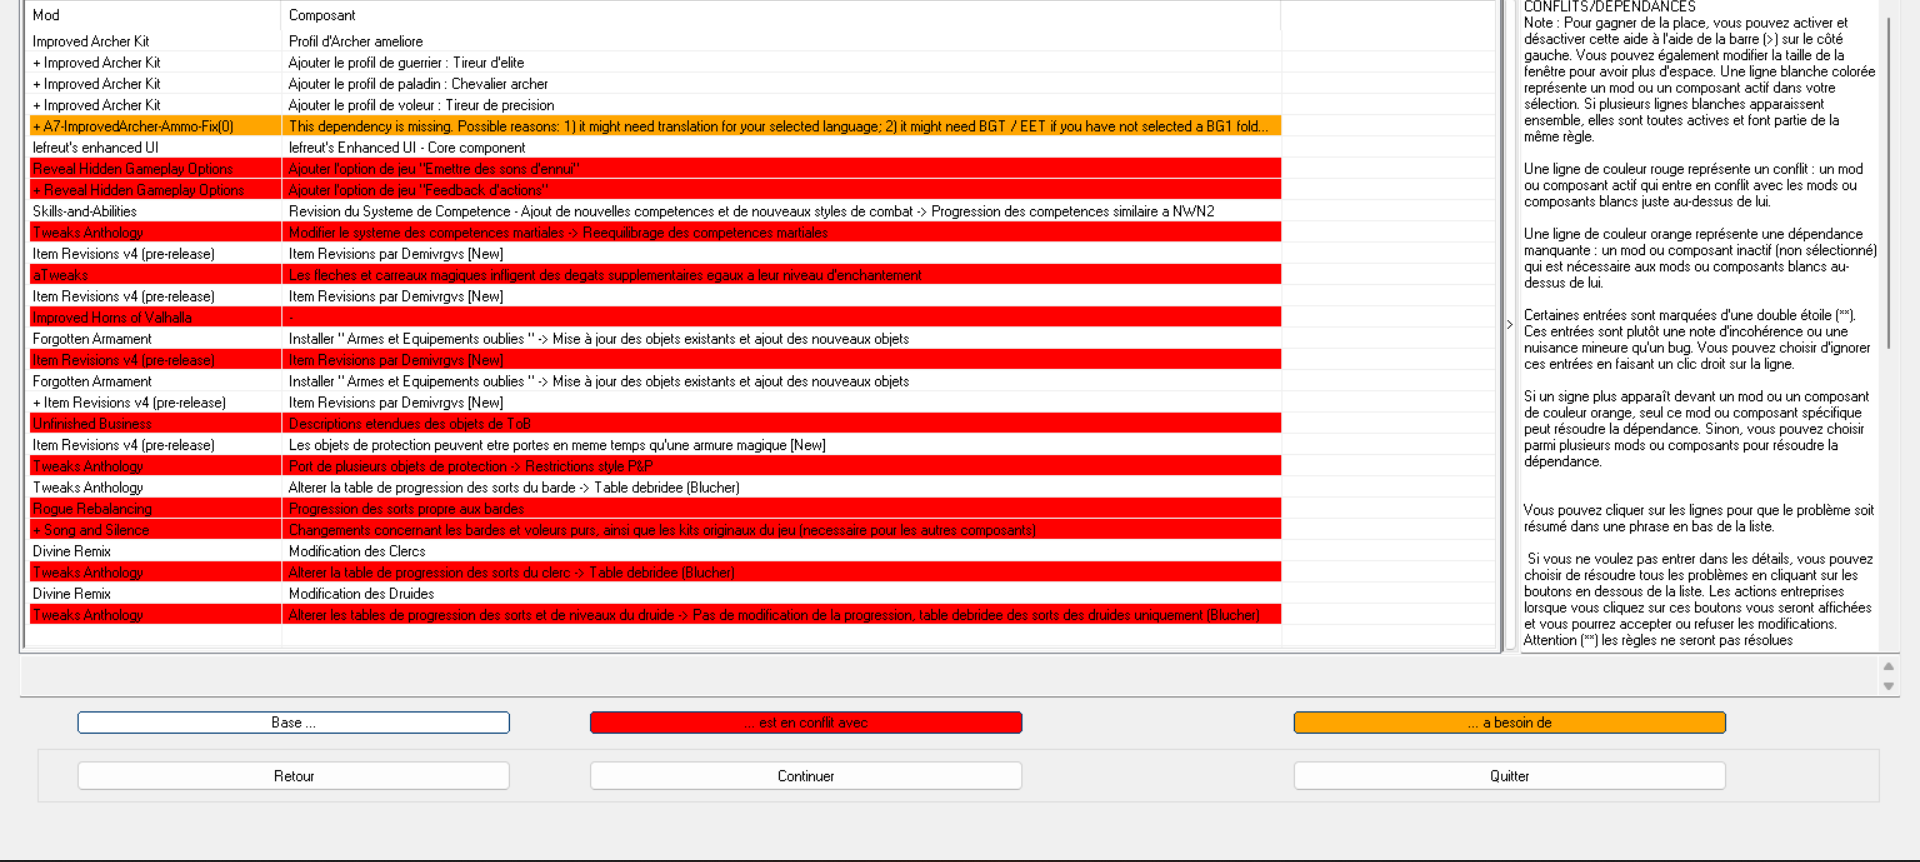 Mod Composant
Improved Archer Kit Profil d'Archer ameliore
+ Improved Archer Kit Ajouter le profil de guerrier : Tireur d'elite
+ Improved Archer Kit Ajouter le profil de paladin : Chevalier archer
+ Improved Archer Kit Ajouter le profil de voleur : Tireur de precision
+ A7-ImprovedArcher-Ammo-Fix(0) This dependency is missing. Possible reasons: 1) it might need translation for your selected language; 2) it might need BGT / EET if you have not selected a BG1 fold...
lefreut's enhanced UI lefreut's Enhanced UI - Core component
Reveal Hidden Gameplay Options Ajouter l'option de jeu "Emettre des sons d'ennui"
+ Reveal Hidden Gameplay Options Ajouter l'option de jeu "Feedback d'actions"
Skills-and-Abilities Revision du Systeme de Competence - Ajout de nouvelles competences et de nouveaux styles de combat -> Progression des competences similaire a NWN2
Tweaks Anthology Modifier le systeme des competences martiales -> Reequilibrage des competences martiales
Item Revisions v4 (pre-release) Item Revisions par Demivrgvs [New]
aTweaks Les fleches et carreaux magiques infligent des degats supplementaires egaux a leur niveau d'enchantement
Item Revisions v4 (pre-release) Item Revisions par Demivrgvs [New]
Improved Horns of Valhalla -
Forgotten Armament Installer " Armes et Equipements oublies " -> Mise à jour des objets existants et ajout des nouveaux objets
Item Revisions v4 (pre-release) Item Revisions par Demivrgvs [New]
Forgotten Armament Installer " Armes et Equipements oublies " -> Mise à jour des objets existants et ajout des nouveaux objets
+ Item Revisions v4 (pre-release) Item Revisions par Demivrgvs [New]
Unfinished Business Descriptions etendues des objets de ToB
Item Revisions v4 (pre-release) Les objets de protection peuvent etre portes en meme temps qu'une armure magique [New]
Tweaks Anthology Port de plusieurs objets de protection -> Restrictions style P&P
Tweaks Anthology Alterer la table de progression des sorts du barde -> Table debridee (Blucher)
Rogue Rebalancing Progression des sorts propre aux bardes
+ Song and Silence Changements concernant les bardes et voleurs purs, ainsi que les kits originaux du jeu (necessaire pour les autres composants)
Divine Remix Modification des Clercs
Tweaks Anthology Alterer la table de progression des sorts du clerc -> Table debridee (Blucher)
Divine Remix Modification des Druides
Tweaks Anthology Alterer les tables de progression des sorts et de niveaux du druide -> Pas de modification de la progression, table debridee des sorts des druides uniquement (Blucher)
>
CONFLITS/DEPENDANCES
Note : Pour gagner de la place, vous pouvez activer et
désactiver cette aide à l'aide de la barre (>) sur le côté
gauche. Vous pouvez également modifier la taille de la
fenêtre pour avoir plus d'espace. Une ligne blanche colorée
représente un mod ou un composant actif dans votre
sélection. Si plusieurs lignes blanches apparaissent
ensemble, elles sont toutes actives et font partie de la
même règle.
Une ligne de couleur rouge représente un conflit : un mod
ou composant actif qui entre en conflit avec les mods ou
composants blancs juste au-dessus de lui.
Une ligne de couleur orange représente une dépendance
manquante : un mod ou composant inactif (non sélectionné)
qui est nécessaire aux mods ou composants blancs au-
dessus de lui.
Certaines entrées sont marquées d'une double étoile (**).
Ces entrées sont plutôt une note d'incohérence ou une
nuisance mineure qu'un bug. Vous pouvez choisir d'ignorer
ces entrées en faisant un clic droit sur la ligne.
Si un signe plus apparaît devant un mod ou un composant
de couleur orange, seul ce mod ou composant spécifique
peut résoudre la dépendance. Sinon, vous pouvez choisir
parmi plusieurs mods ou composants pour résoudre la
dépendance.
Vous pouvez cliquer sur les lignes pour que le problème soit
résumé dans une phrase en bas de la liste.
Si vous ne voulez pas entrer dans les détails, vous pouvez
choisir de résoudre tous les problèmes en cliquant sur les
boutons en dessous de la liste. Les actions entreprises
lorsque vous cliquez sur ces boutons vous seront affichées
et vous pourrez accepter ou refuser les modifications.
Attention (**) les règles ne seront pas résolues
Base ... ... est en conflit avec ... a besoin de
Retour Continuer Quitter